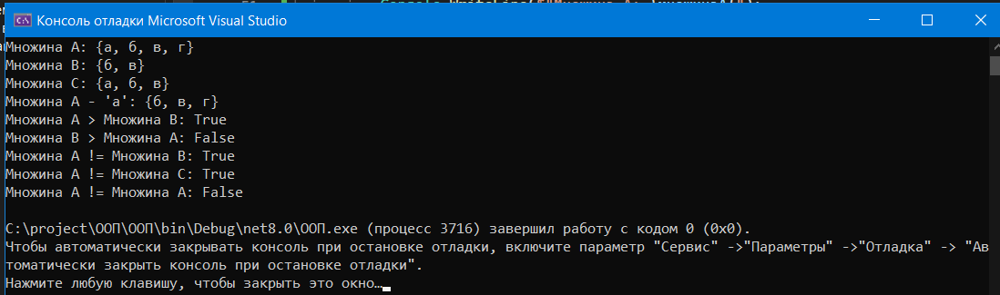 Консоль отладки Microsoft Visual Studio
Множина A: {а, б, в, г}
Множина B: {б, в}
Множина C: {а, б, в}
Множина A - 'а': {б, в, г}
Множина A > Множина B: True
Множина B > Множина A: False
Множина A != Множина B: True
Множина A != Множина C: True
Множина A != Множина A: False
C:\project\ООП\ООП\bin\Debug\net8.0\ООП.exe (процесс 3716) завершил работу с кодом 0 (0x0).
Чтобы автоматически закрывать консоль при остановке отладки, включите параметр "Сервис" ->"Параметры" ->"Отладка" -> "Ав
томатически закрыть консоль при остановке отладки".
Нажмите любую клавишу, чтобы закрыть это окно…